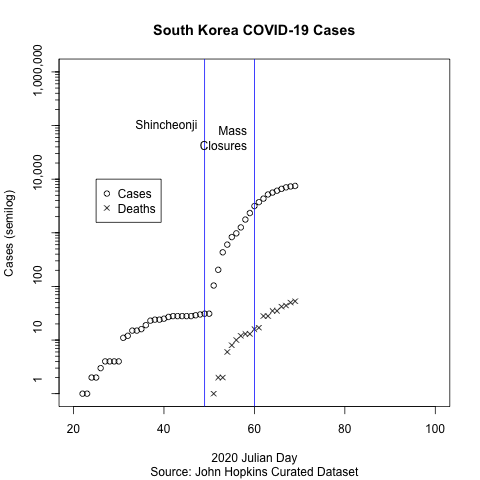 South Korea COVID-19 Cases
Cases (semilog)
1,000,000
10,000
100
10
1
Shincheonji
Mass
Closures
Cases
Deaths
20 40 60 80 100
2020 Julian Day
Source: John Hopkins Curated Dataset